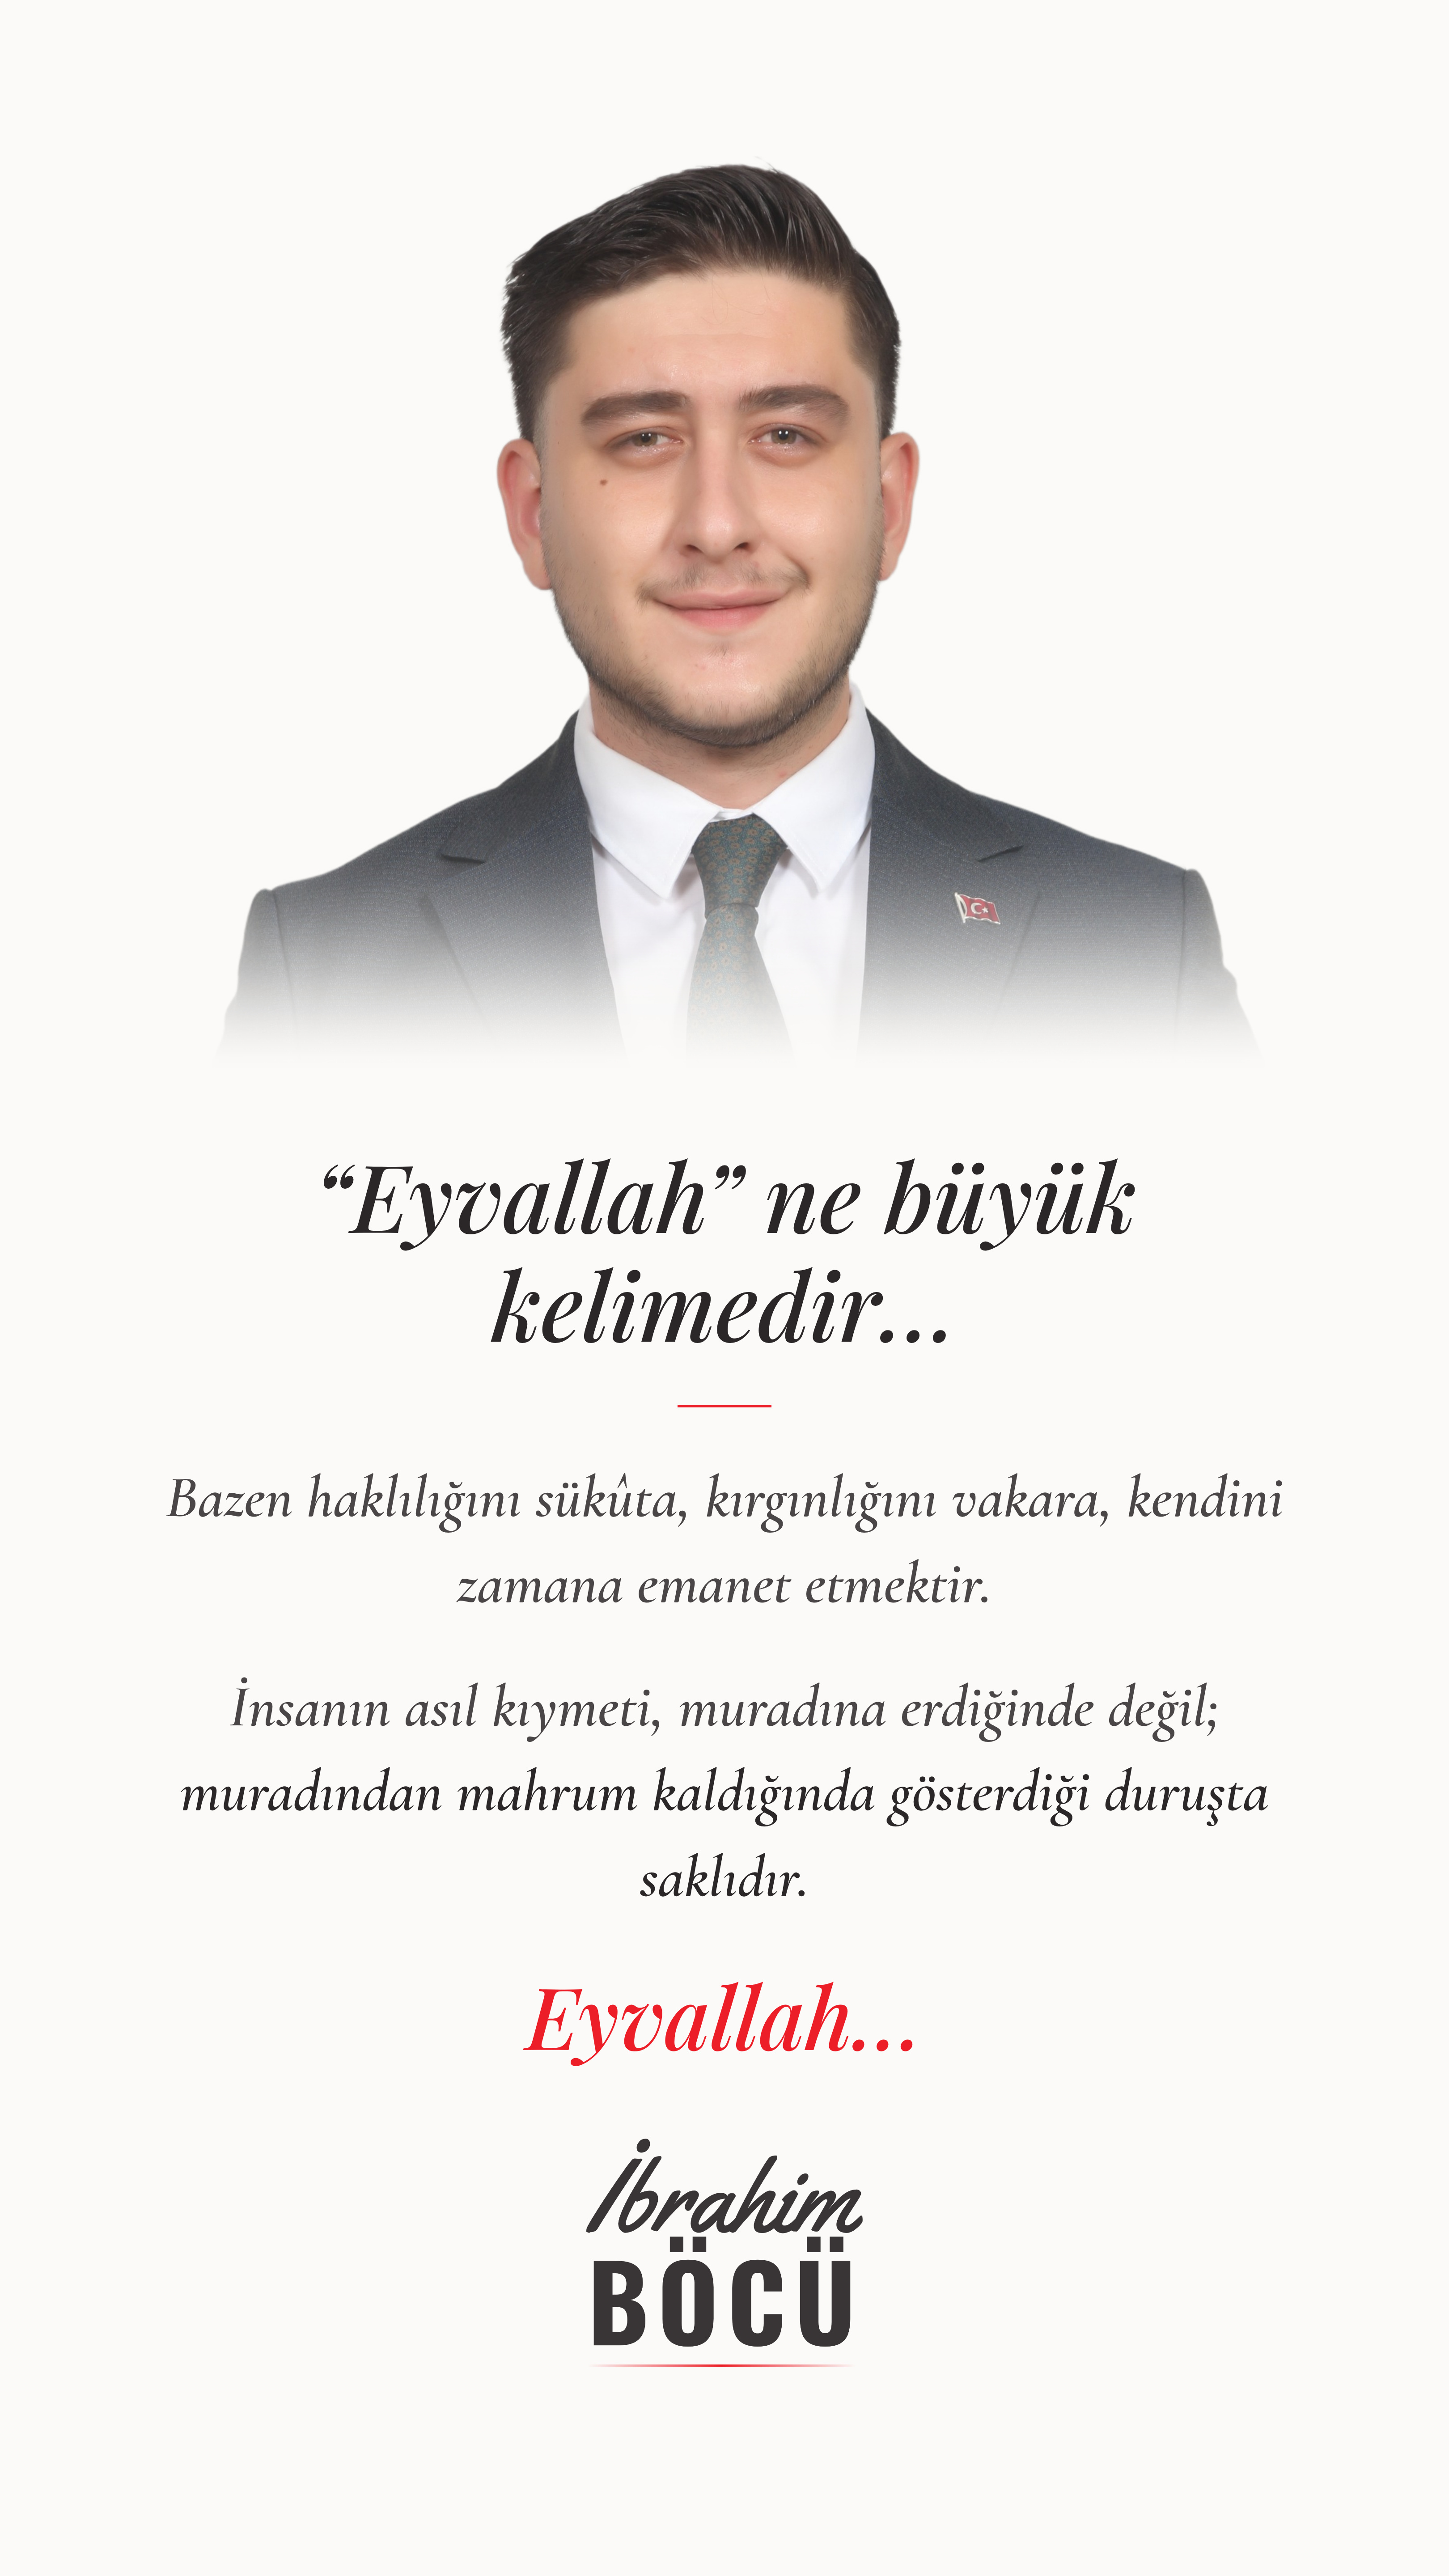 “Eyvallah” ne büyük
kelimedir...
Bazen haklılığını sükûta, kırgınlığını vakara, kendini
zamana emanet etmektir.
İnsanın asıl kıymeti, muradına erdiğinde değil;
muradından mahrum kaldığında gösterdiği duruşta
saklıdır.
Eyvallah...
İbrahim
BÖCÜ